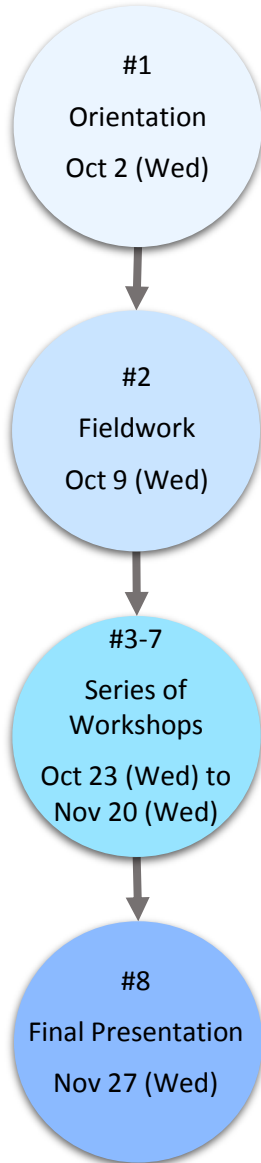 #1
Orientation
Oct 2 (Wed)
#2
Fieldwork
Oct 9 (Wed)
#3-7
Series of
Workshops
Oct 23 (Wed) to
Nov 20 (Wed)
#8
Final Presentation
Nov 27 (Wed)